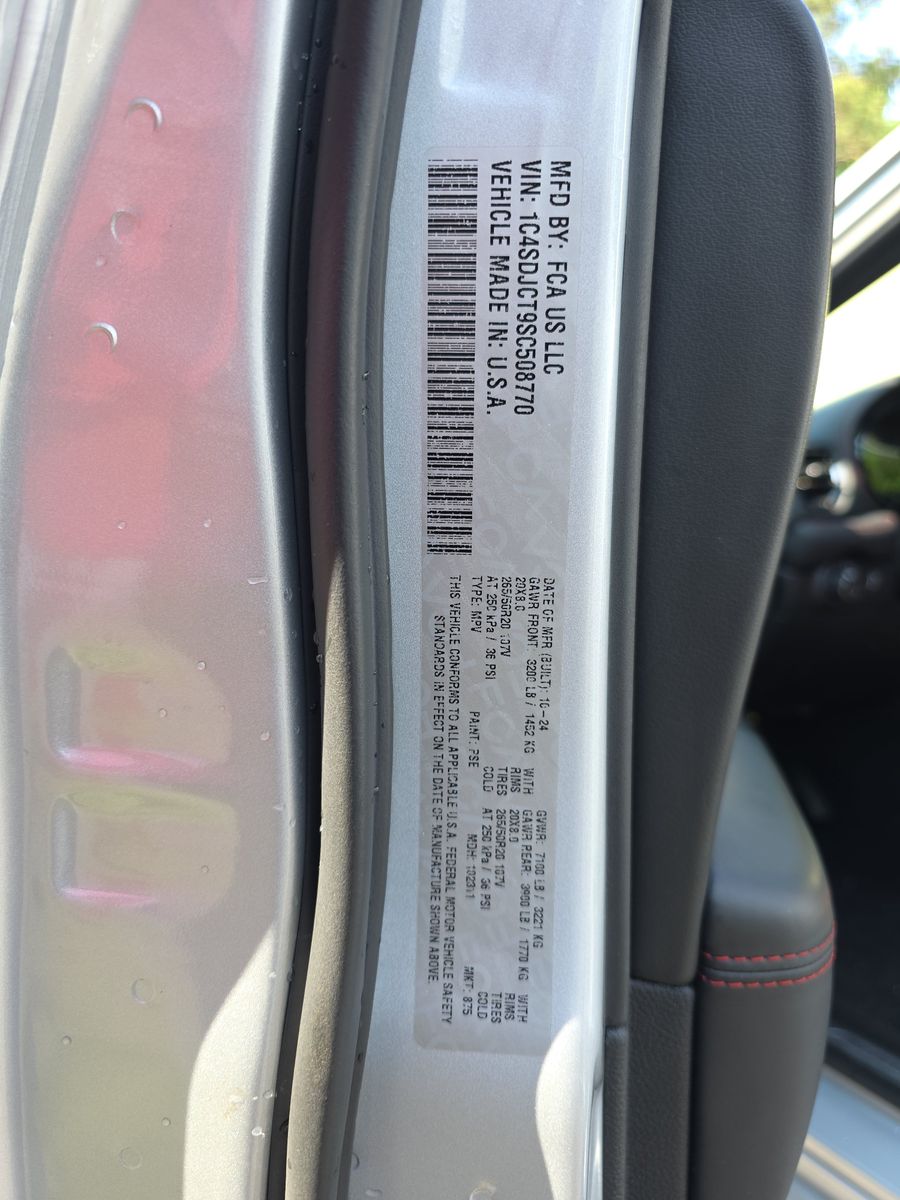 MFD BY: FCA US LLC
VIN: 1C4SDJCT9SC508770
VEHICLE MADE IN: U.S.A.
DATE OF MFR (BUILT): 10-24 GVWR: 7100 LB / 3221 KG
GAWR FRONT: 3200 LB / 1452 KG WITH GAWR REAR: 3900 LB / 1770 KG WITH
20X8.0 RIMS 20X8.0 RIMS
265/50R20 107V TIRES 265/50R20 107V TIRES
AT 250 kPa / 36 PSI COLD AT 250 kPa / 36 PSI COLD
TYPE: MPV PAINT: PSE MDH: MKT: 875
THIS VEHICLE CONFORMS TO ALL APPLICABLE U.S.A. FEDERAL MOTOR VEHICLE SAFETY
STANDARDS IN EFFECT ON THE DATE OF MANUFACTURE SHOWN ABOVE.